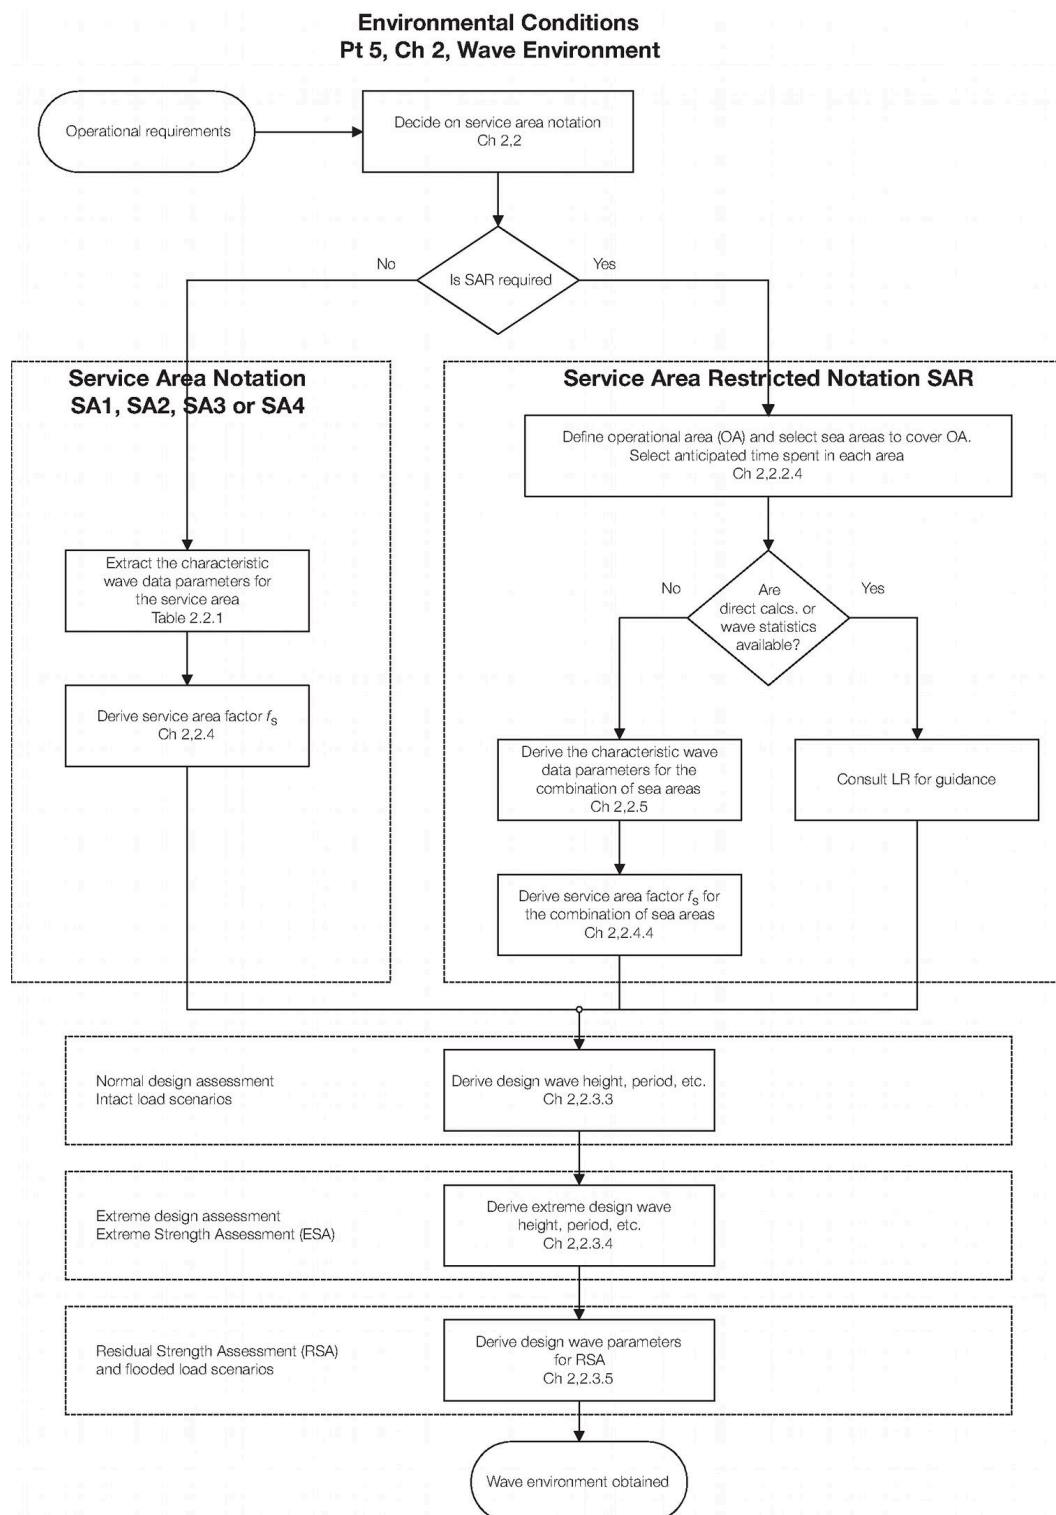 Environmental Conditions
Pt 5, Ch 2, Wave Environment
Operational requirements
Decide on service area notation
Ch 2,2
Is SAR required
No
Yes
Service Area Notation
SA1, SA2, SA3 or SA4
Extract the characteristic
wave data parameters for
the service area
Table 2.2.1
Derive service area factor fs
Ch 2,2.4
Service Area Restricted Notation SAR
Define operational area (OA) and select sea areas to cover OA.
Select anticipated time spent in each area
Ch 2,2.2.4
Are
direct calcs. or
wave statistics
available?
No
Yes
Derive the characteristic wave
data parameters for the
combination of sea areas
Ch 2,2.5
Consult LR for guidance
Derive service area factor fs for
the combination of sea areas
Ch 2,2.4.4
Normal design assessment
Intact load scenarios
Derive design wave height, period, etc.
Ch 2,2.3.3
Extreme design assessment
Extreme Strength Assessment (ESA)
Derive extreme design wave
height, period, etc.
Ch 2,2.3.4
Residual Strength Assessment (RSA)
and flooded load scenarios
Derive design wave parameters
for RSA
Ch 2,2.3.5
Wave environment obtained